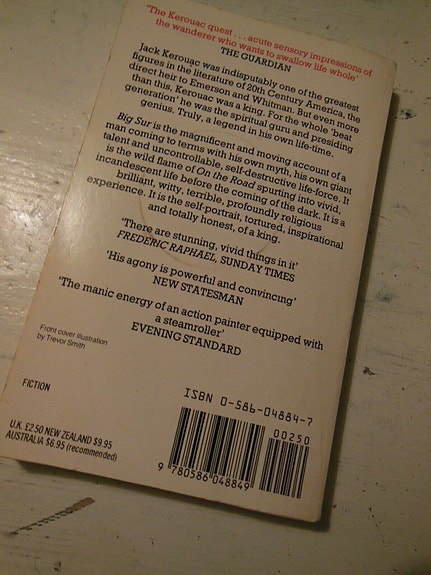 'The Kerouac quest . . . acute sensory impressions of
the wanderer who wants to swallow life whole'
THE GUARDIAN
Jack Kerouac was indisputably one of the greatest
figures in the literature of 20th Century America, the
direct heir to Emerson and Whitman. But even more
than this, Kerouac was a king. For the whole 'beat
generation' he was the spiritual guru and presiding
genius. Truly, a legend in his own life-time.
Big Sur is the magnificent and moving account of a
man coming to terms with his own myth, his own giant
talent and uncontrollable, self-destructive life-force. It
is the wild flame of On the Road spurting into vivid,
incandescent life before the coming of the dark. It is a
brilliant, witty, terrible, profoundly religious
experience. It is the self-portrait, tortured, inspirational
and totally honest, of a king.
'There are stunning, vivid things in it'
FREDERIC RAPHAEL, SUNDAY TIMES
'His agony is powerful and convincing'
NEW STATESMAN
'The manic energy of an action painter equipped with
a steamroller'
EVENING STANDARD
Front cover illustration
by Trevor Smith
FICTION
U.K. £2.50 NEW ZEALAND $9.95
AUSTRALIA $6.95 (recommended)
ISBN 0-586-04884-7
00250
9 780586 048849